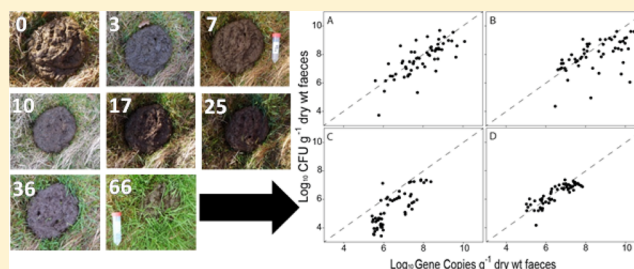 0 3 7
10 17 25
36 66
Log10 CFU g-1 dry wt faeces
A B
10
8
6
4
C D
10
8
6
4
4 6 8 10 4 6 8 10
Log10 Gene Copies g-1 dry wt faeces